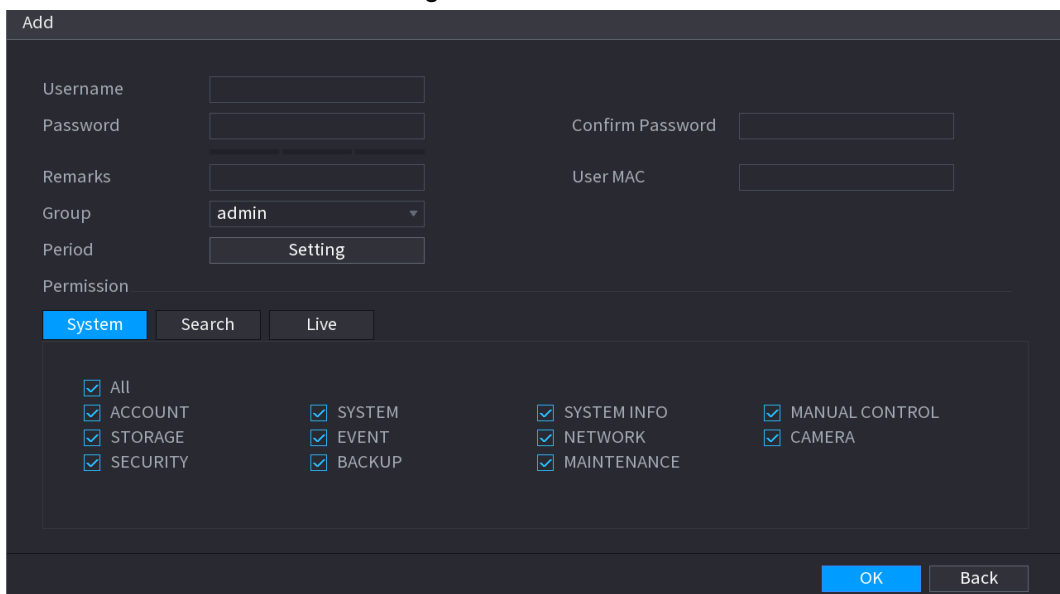 Add
Username
Password Confirm Password
Remarks User MAC
Group admin
Period Setting
Permission
System Search Live
All
ACCOUNT SYSTEM SYSTEM INFO MANUAL CONTROL
STORAGE EVENT NETWORK CAMERA
SECURITY BACKUP MAINTENANCE
OK Back